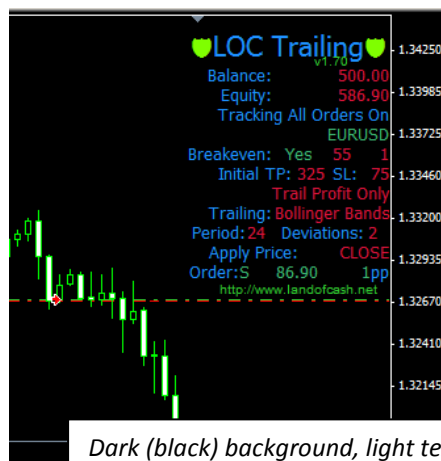 LOC Trailing
v1.70
Balance: 500.00
Equity: 586.90
Tracking All Orders On
EURUSD
Breakeven: Yes 55 1
Initial TP: 325 SL: 75
Trail Profit Only
Trailing: Bollinger Bands
Period: 24 Deviations: 2
Apply Price: CLOSE
Order:S 86.90 1pp
http://www.landofcash.net
1.34250
1.33985
1.33725
1.33460
1.33200
1.32935
1.32670
1.32410
1.32145
Dark (black) background, light te